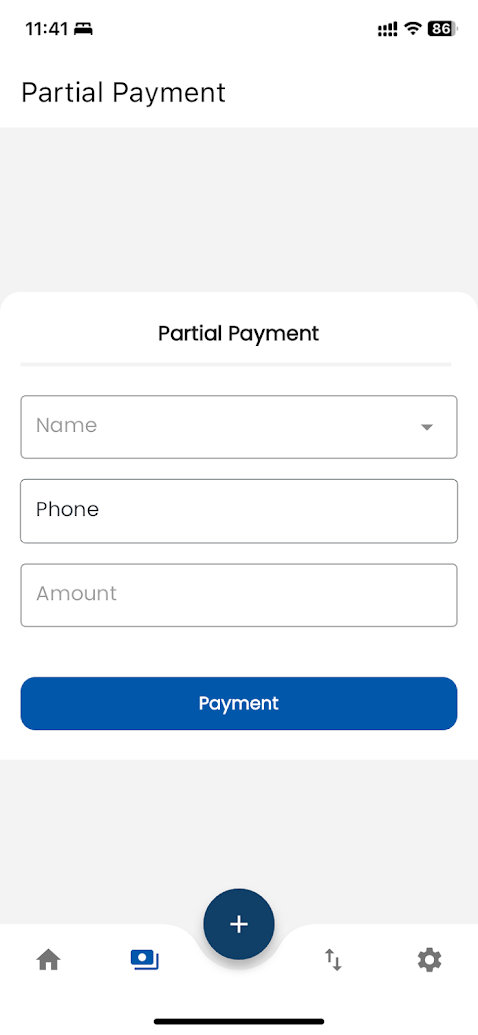 11:41
86
Partial Payment
Partial Payment
Name
Phone
Amount
Payment
+